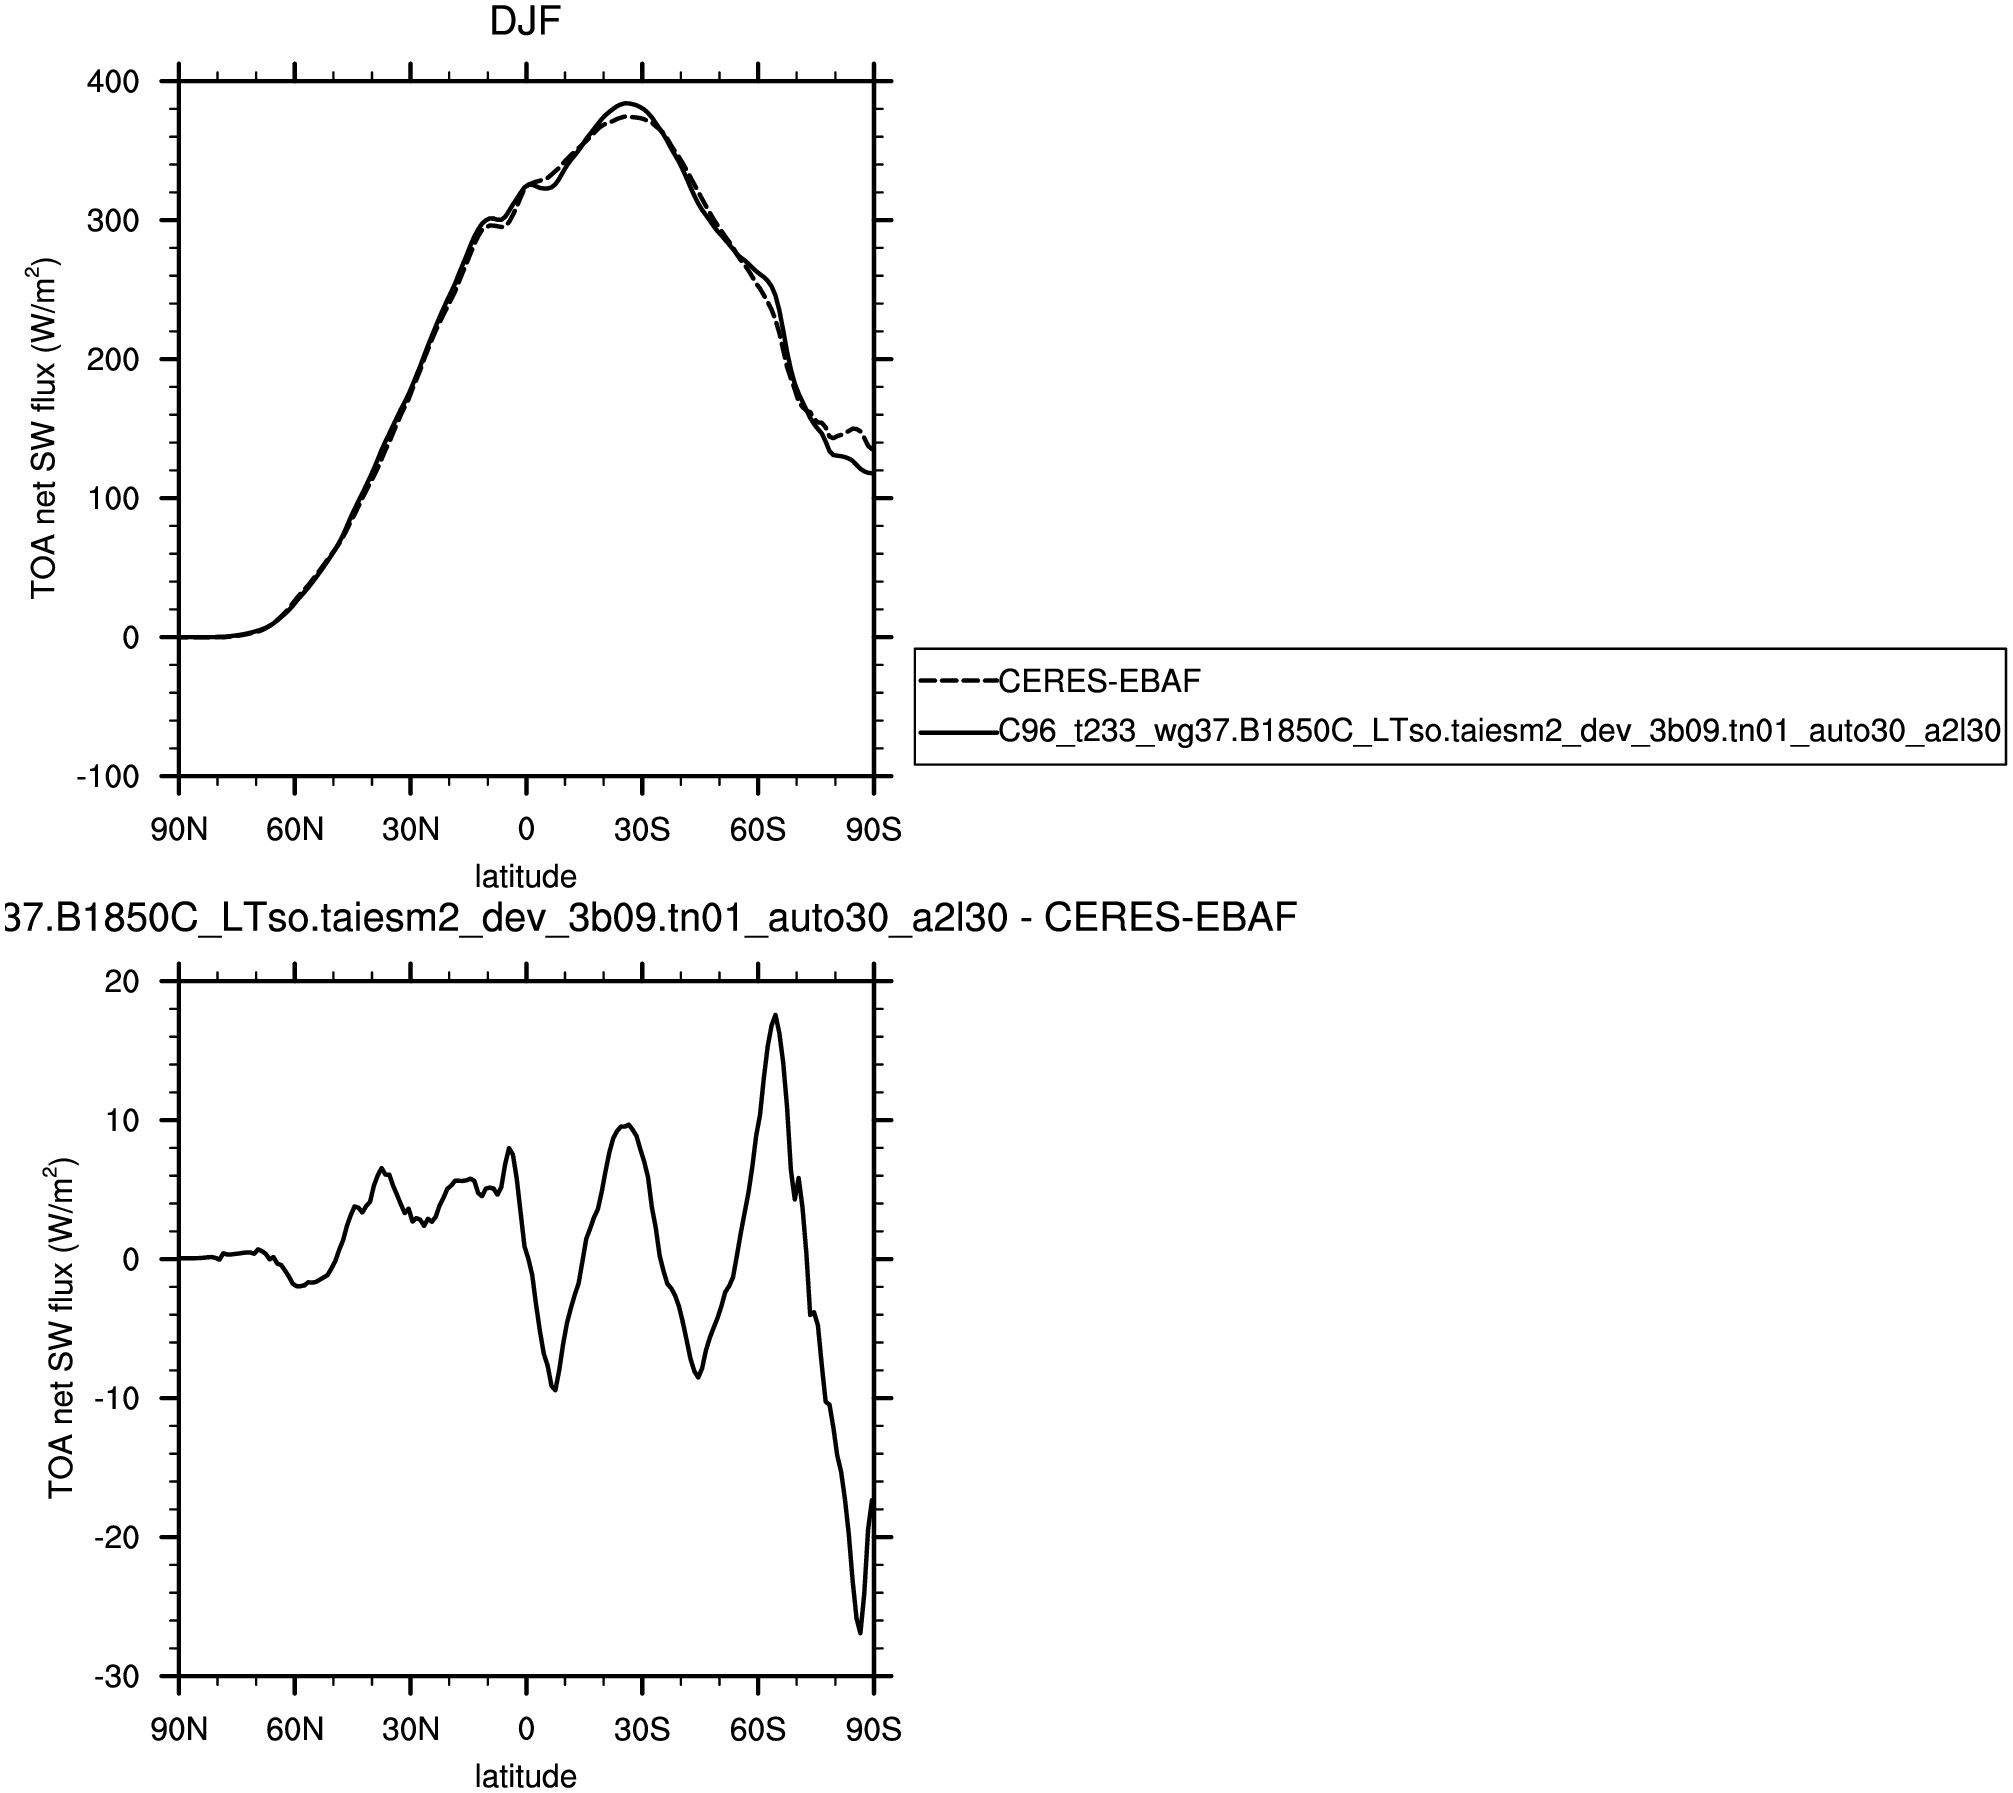 DJF
400
300
200
100
0
-100
TOA net SW flux (W/m²)
90N 60N 30N 0 30S 60S 90S
latitude
CERES-EBAF
C96_t233_wg37.B1850C_LTso.taiesm2_dev_3b09.tn01_auto30_a2l30
37.B1850C_LTso.taiesm2_dev_3b09.tn01_auto30_a2l30 - CERES-EBAF
20
10
0
-10
-20
-30
TOA net SW flux (W/m²)
90N 60N 30N 0 30S 60S 90S
latitude